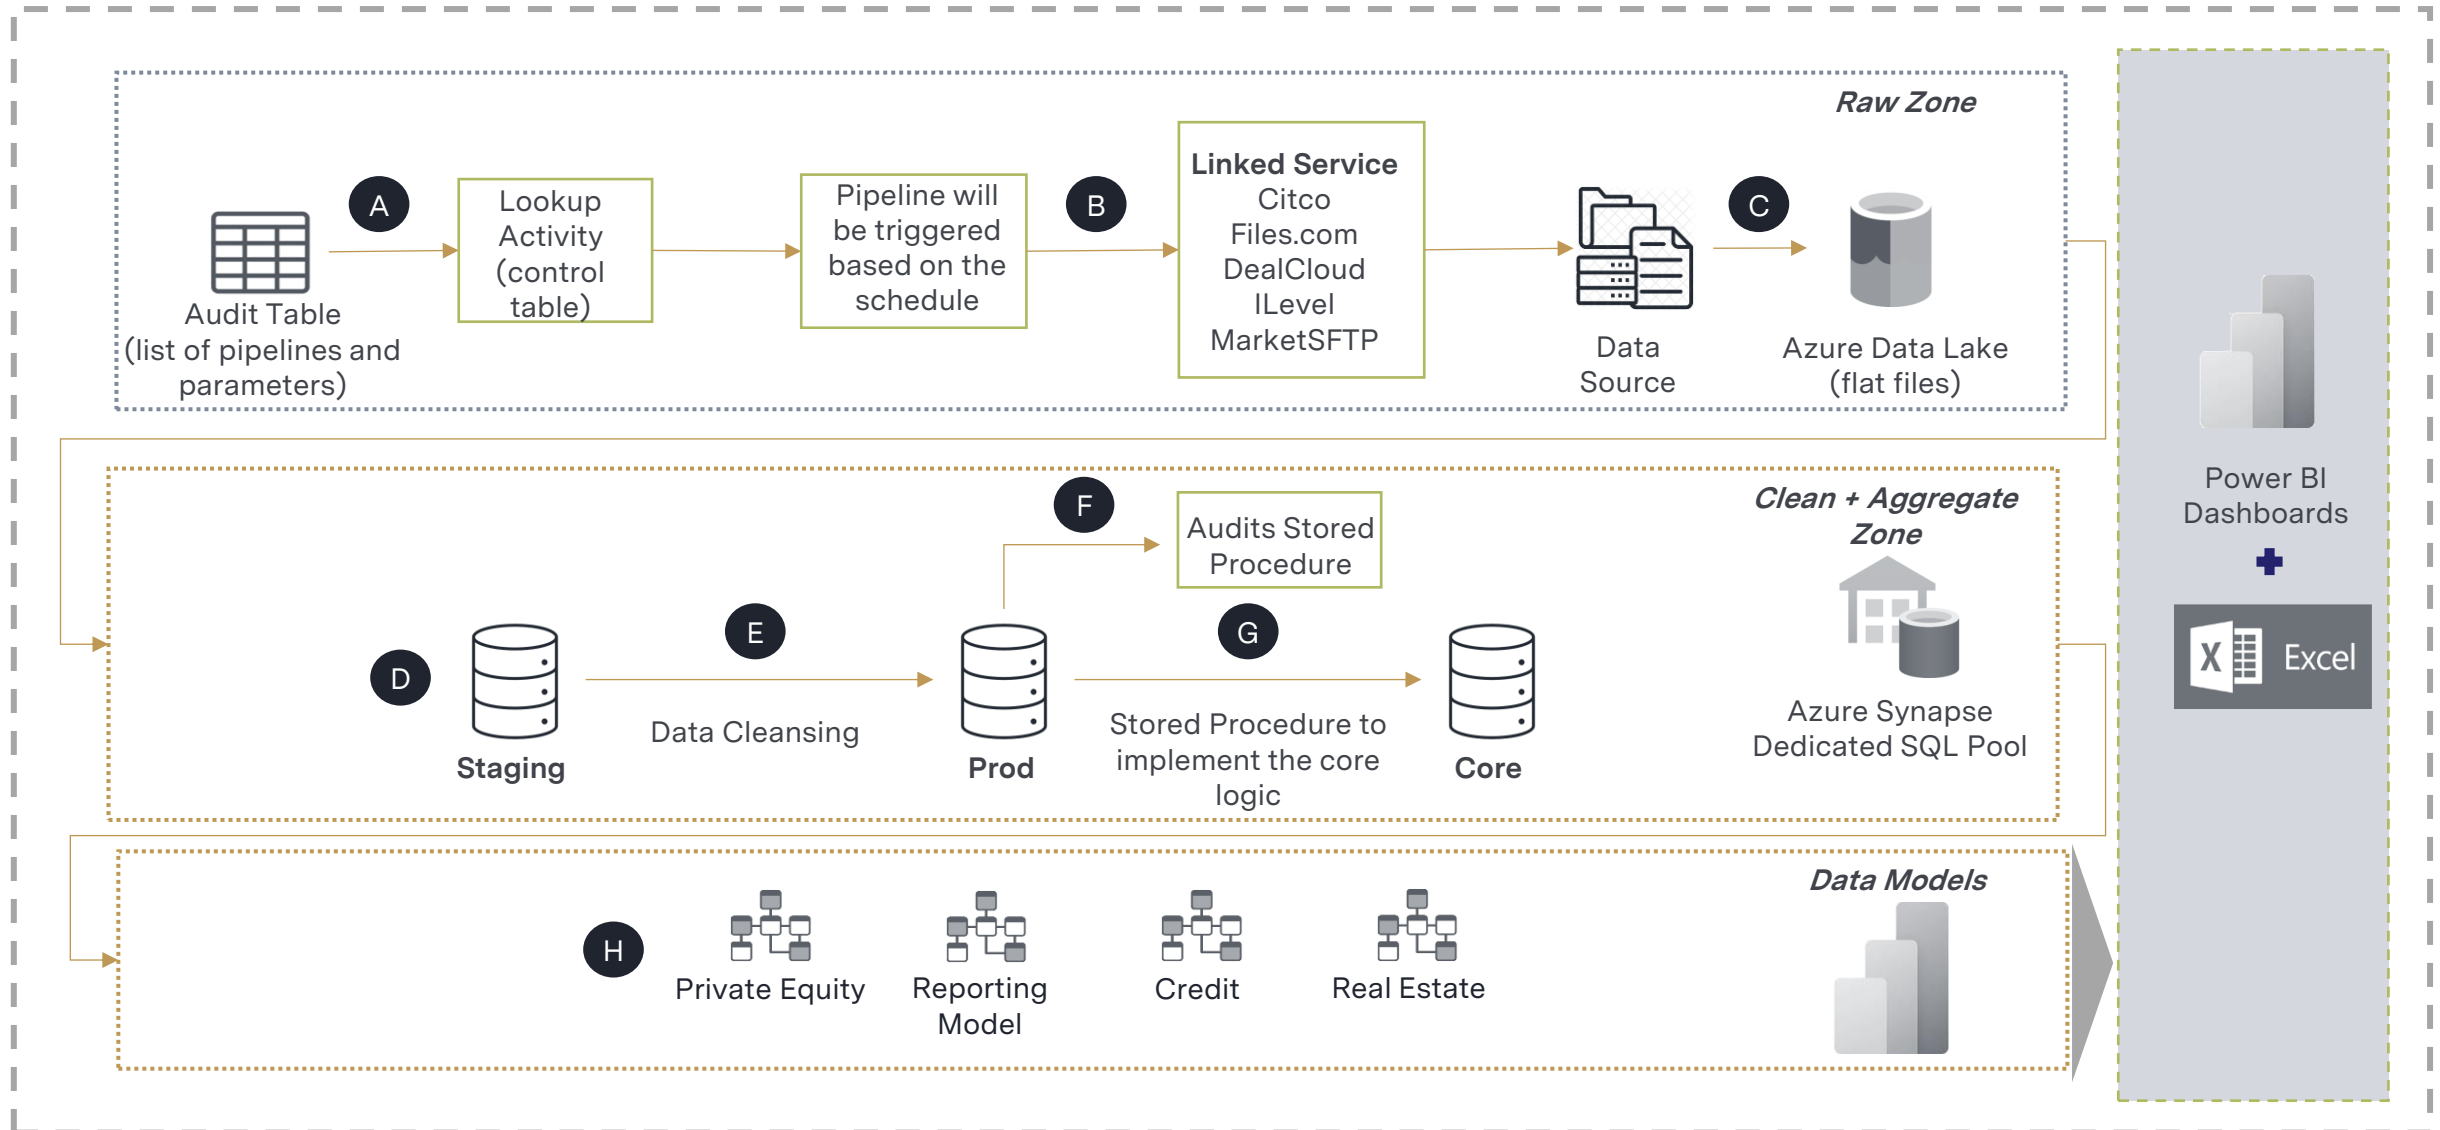 Raw Zone
A
Audit Table
(list of pipelines and
parameters)
Lookup
Activity
(control
table)
Pipeline will
be triggered
based on the
schedule
B
Linked Service
Citco
Files.com
DealCloud
ILevel
MarketSFTP
Data
Source
C
Azure Data Lake
(flat files)
Clean + Aggregate
Zone
D
Staging
E
Data Cleansing
Prod
F
Audits Stored
Procedure
G
Stored Procedure to
implement the core
logic
Core
Azure Synapse
Dedicated SQL Pool
Data Models
H
Private Equity
Reporting
Model
Credit
Real Estate
Power BI
Dashboards
X
Excel